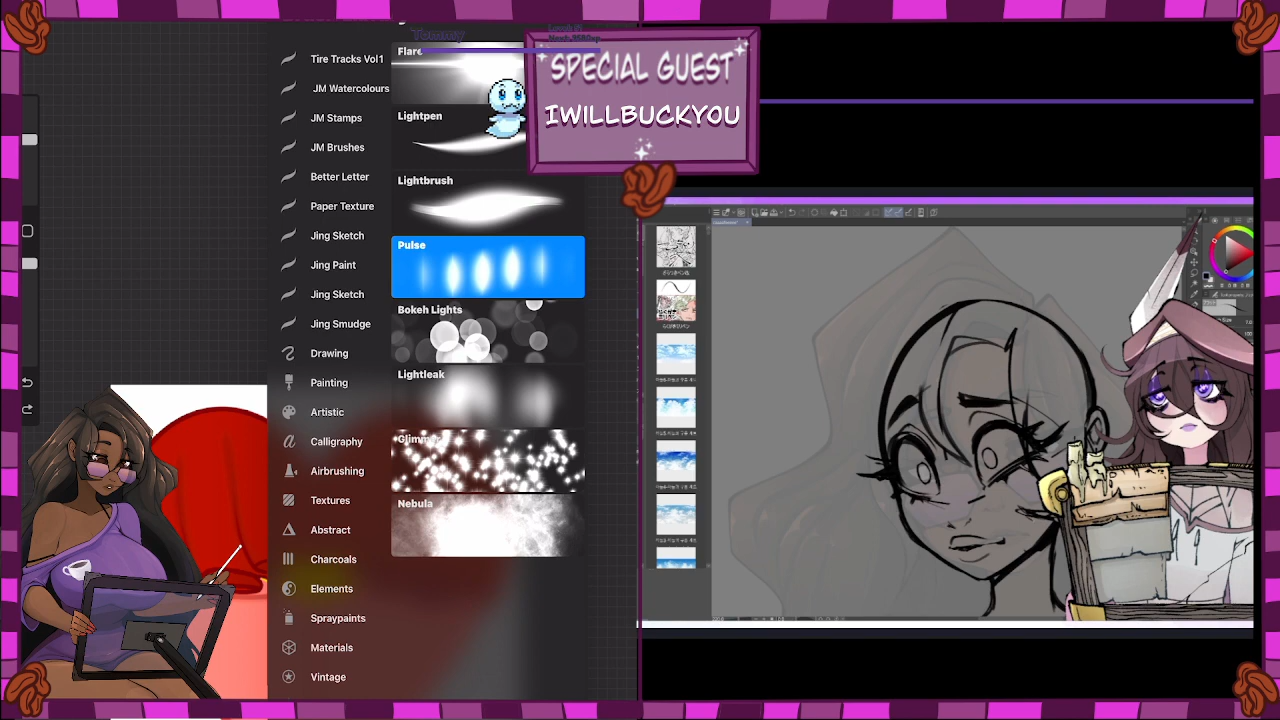 Tommy
SPECIAL GUEST
IWILLBUCKYOU
Tire Tracks Vol1
JM Watercolours
JM Stamps
JM Brushes
Better Letter
Paper Texture
Jing Sketch
Jing Paint
Jing Sketch
Jing Smudge
Drawing
Painting
Artistic
Calligraphy
Airbrushing
Textures
Abstract
Charcoals
Elements
Spraypaints
Materials
Vintage
Flare
Lightpen
Lightbrush
Pulse
Bokeh Lights
Lightleak
Glimmer
Nebula